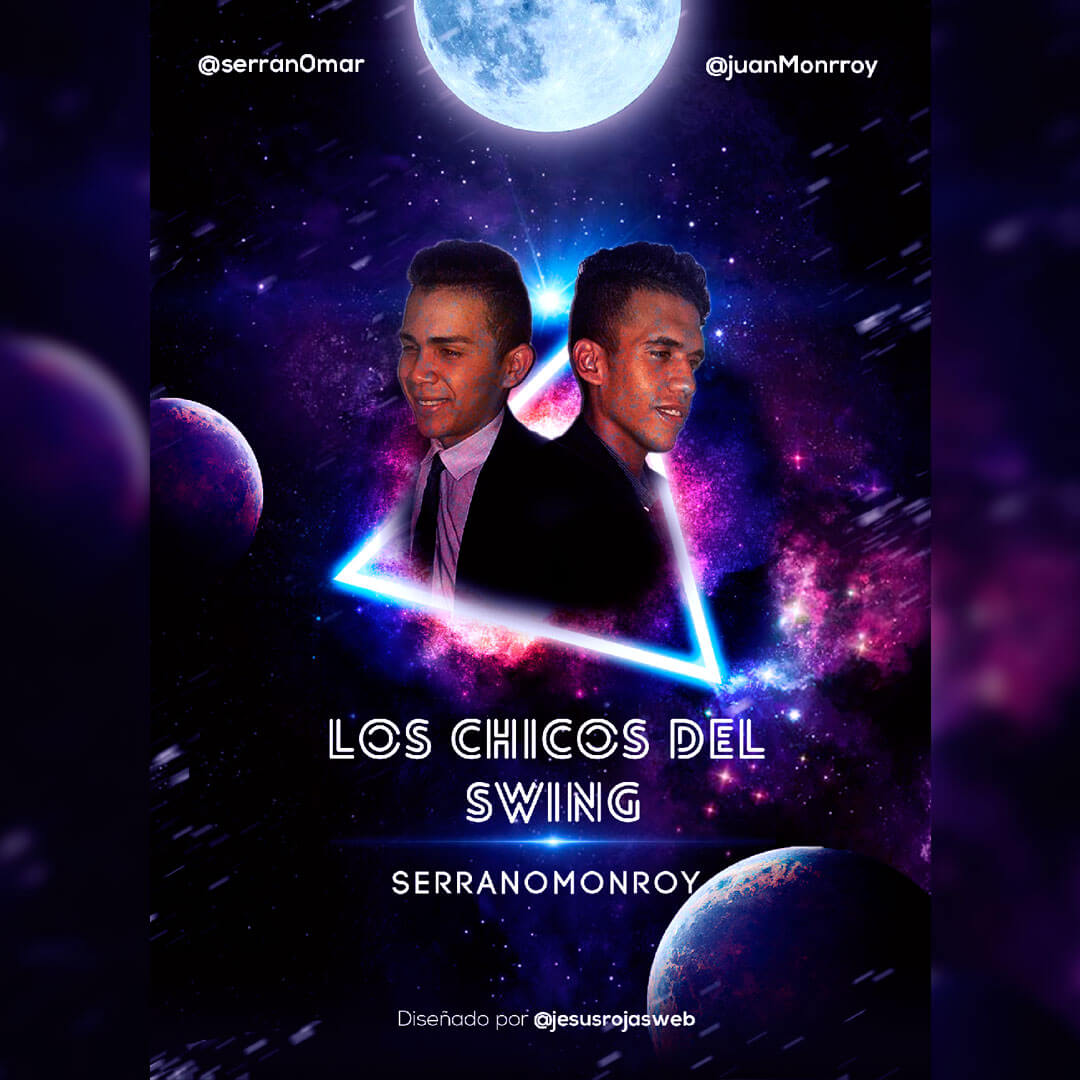 @serranOmar
@juanMonrroy
LOS CHICOS DEL
SWING
SERRANOMONROY
Diseñado por @jesusrojasweb